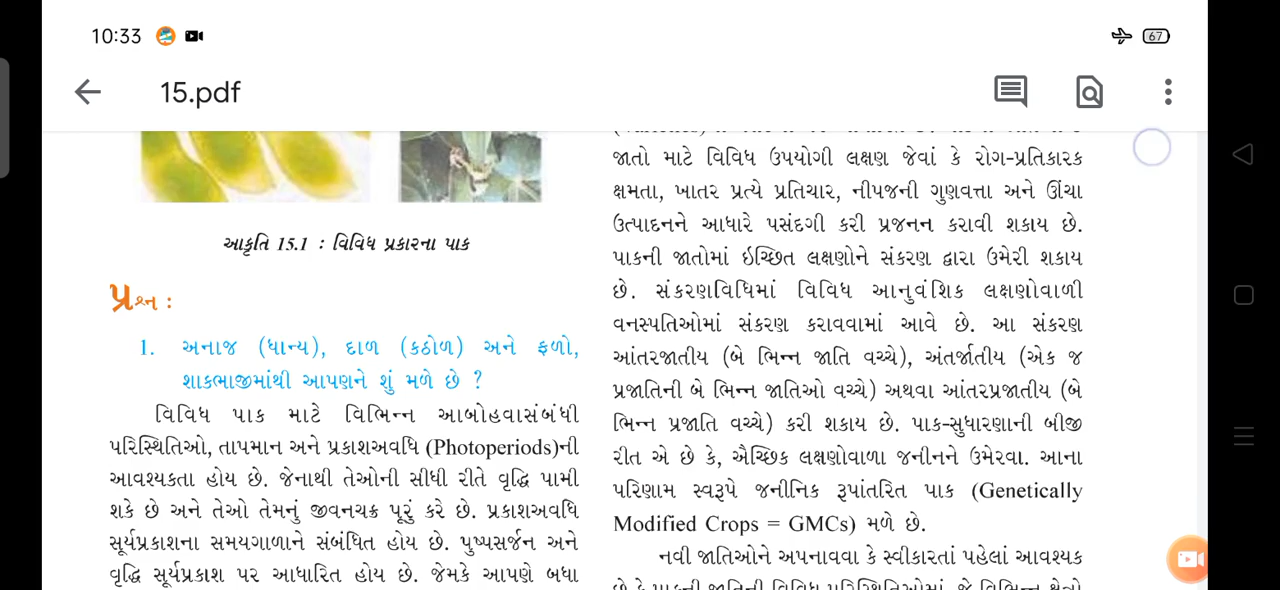 10:33
67
15.pdf
આકૃતિ 15.1 : વિવિધ પ્રકારના પાક
પ્રશ્ન :
1. અનાજ (ધાન્ય), દાળ (કઠોળ) અને ફળો,
શાકભાજીમાંથી આપણને શું મળે છે ?
વિવિધ પાક માટે વિભિન્ન આબોહવાસંબંધી
પરિસ્થિતિઓ, તાપમાન અને પ્રકાશઅવધિ (Photoperiods)ની
આવશ્યકતા હોય છે. જેનાથી તેઓની સીધી રીતે વૃદ્ધિ પામી
શકે છે અને તેઓ તેમનું જીવનચક્ર પૂરું કરે છે. પ્રકાશઅવધિ
સૂર્યપ્રકાશના સમયગાળાને સંબંધિત હોય છે. પુષ્પસર્જન અને
વૃદ્ધિ સૂર્યપ્રકાશ પર આધારિત હોય છે. જેમકે આપણે બધા
જાતો માટે વિવિધ ઉપયોગી લક્ષણ જેવાં કે રોગ-પ્રતિકારક
ક્ષમતા, ખાતર પ્રત્યે પ્રતિચાર, નીપજની ગુણવત્તા અને ઊંચા
ઉત્પાદનને આધારે પસંદગી કરી પ્રજનન કરાવી શકાય છે.
પાકની જાતોમાં ઇચ્છિત લક્ષણોને સંકરણ દ્વારા ઉમેરી શકાય
છે. સંકરણવિધિમાં વિવિધ આનુવંશિક લક્ષણોવાળી
વનસ્પતિઓમાં સંકરણ કરાવવામાં આવે છે. આ સંકરણ
આંતરજાતીય (બે ભિન્ન જાતિ વચ્ચે), અંતર્જાતીય (એક જ
પ્રજાતિની બે ભિન્ન જાતિઓ વચ્ચે) અથવા આંતરપ્રજાતીય (બે
ભિન્ન પ્રજાતિ વચ્ચે) કરી શકાય છે. પાક-સુધારણાની બીજી
રીત એ છે કે, ઐચ્છિક લક્ષણોવાળા જનીનને ઉમેરવા. આના
પરિણામ સ્વરૂપે જનીનિક રૂપાંતરિત પાક (Genetically
Modified Crops = GMCs) મળે છે.
નવી જાતિઓને અપનાવવા કે સ્વીકારતાં પહેલાં આવશ્યક